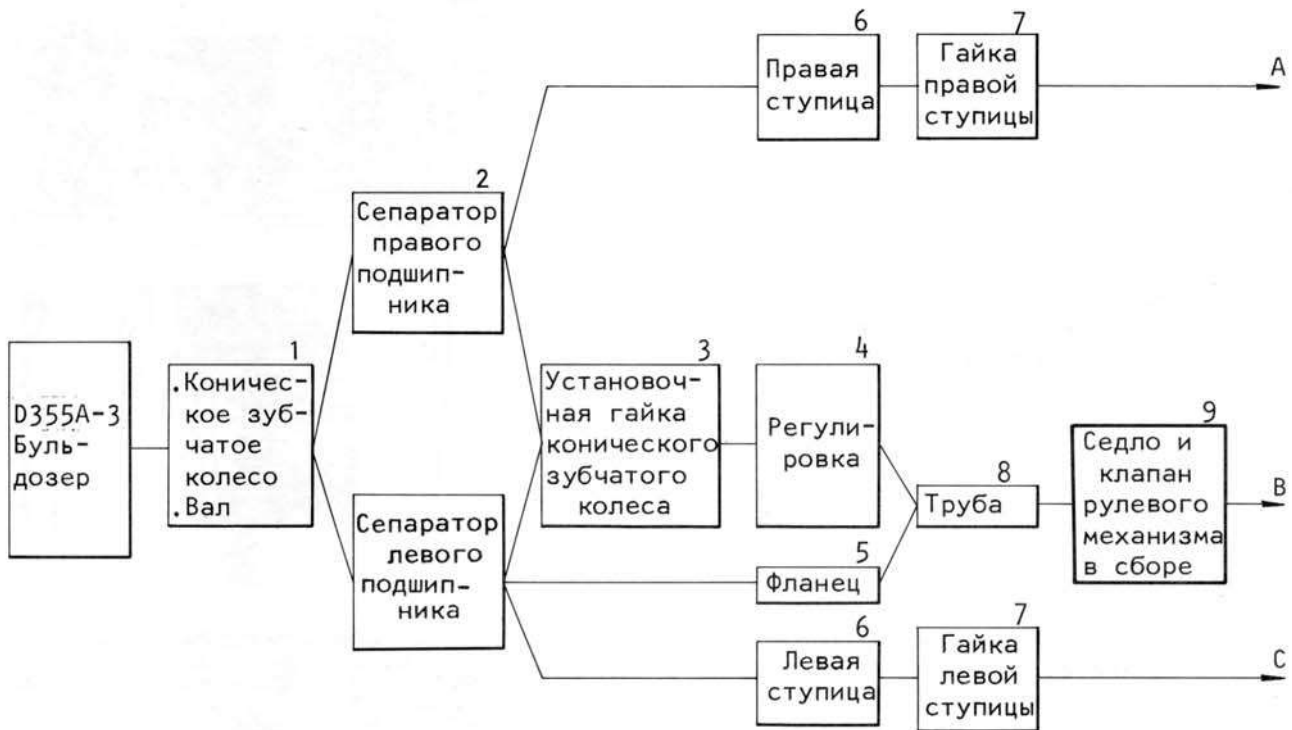 6
Правая
ступица
7
Гайка
правой
ступицы
A
2
Сепаратор
правого
подшип-
ника
D355A-3
Буль-
дозер
1
.Коничес-
кое зуб-
чатое
колесо
.Вал
Сепаратор
левого
подшип-
ника
3
Установоч-
ная гайка
конического
зубчатого
колеса
4
Регули-
ровка
5
Фланец
8
Труба
9
Седло и
клапан
рулевого
механизма
в сборе
B
6
Левая
ступица
7
Гайка
левой
ступицы
C